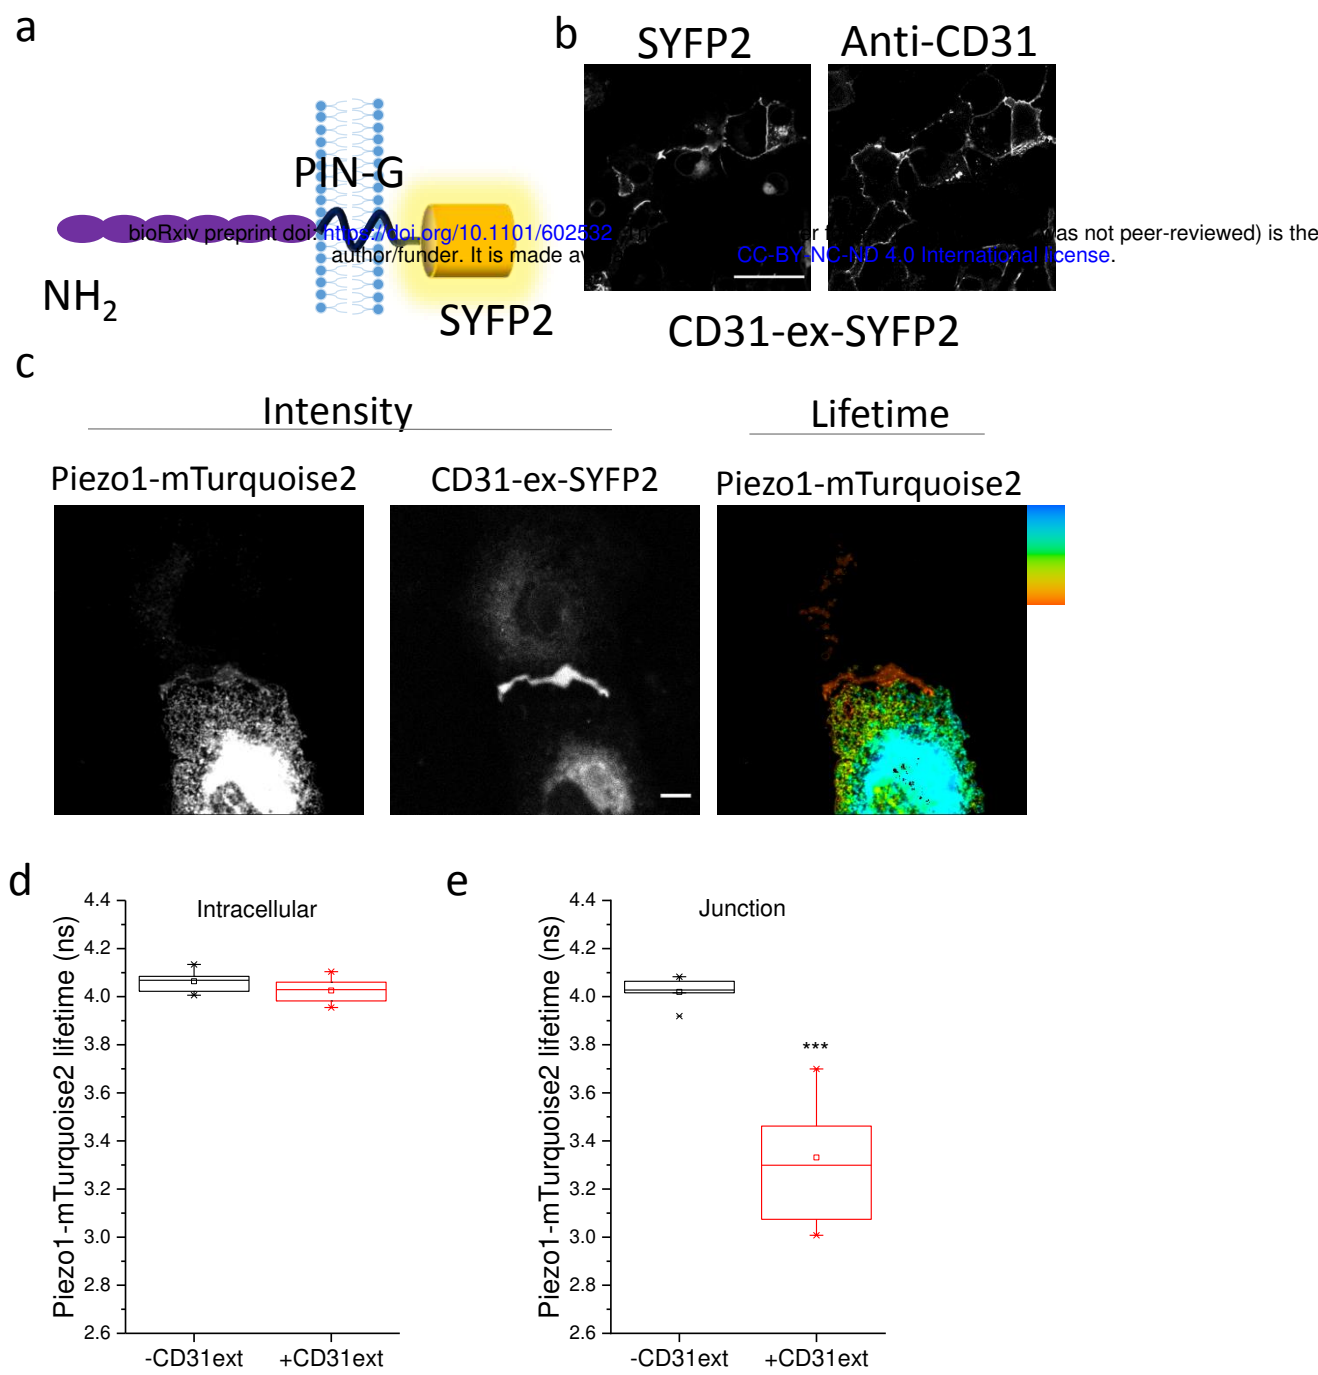 a
b
SYFP2 Anti-CD31
PIN-G
bioRxiv preprint doi: https://doi.org/10.1101/602532 as not peer-reviewed) is the
author/funder. It is made CC-BY-NC-ND 4.0 International license.
NH2
SYFP2
CD31-ex-SYFP2
c
Intensity
Lifetime
Piezo1-mTurquoise2 CD31-ex-SYFP2 Piezo1-mTurquoise2
d
Intracellular
Piezo1-mTurquoise2 lifetime (ns)
4.4
4.2
4.0
3.8
3.6
3.4
3.2
3.0
2.8
2.6
-CD31ext +CD31ext
e
Junction
Piezo1-mTurquoise2 lifetime (ns)
4.4
4.2
4.0
3.8
3.6
3.4
3.2
3.0
2.8
2.6
***
-CD31ext +CD31ext